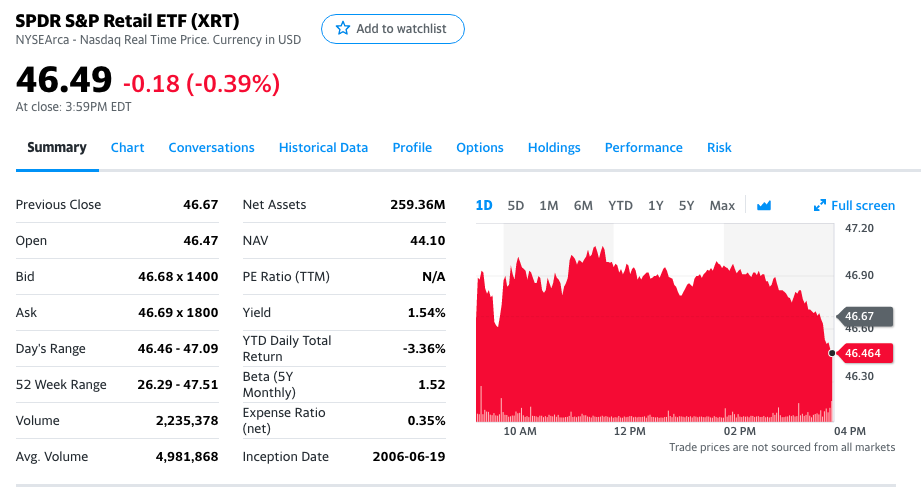 SPDR S&P Retail ETF (XRT)
NYSEArca - Nasdaq Real Time Price. Currency in USD
Add to watchlist
46.49 -0.18 (-0.39%)
At close: 3:59PM EDT
Summary Chart Conversations Historical Data Profile Options Holdings Performance Risk
Previous Close 46.67
Open 46.47
Bid 46.68 x 1400
Ask 46.69 x 1800
Day's Range 46.46 - 47.09
52 Week Range 26.29 - 47.51
Volume 2,235,378
Avg. Volume 4,981,868
Net Assets 259.36M
NAV 44.10
PE Ratio (TTM) N/A
Yield 1.54%
YTD Daily Total
Return -3.36%
Beta (5Y
Monthly) 1.52
Expense Ratio
(net) 0.35%
Inception Date 2006-06-19
1D 5D 1M 6M YTD 1Y 5Y Max Full screen
47.20
46.90
46.67
46.60
46.464
46.30
10 AM 12 PM 02 PM 04 PM
Trade prices are not sourced from all markets